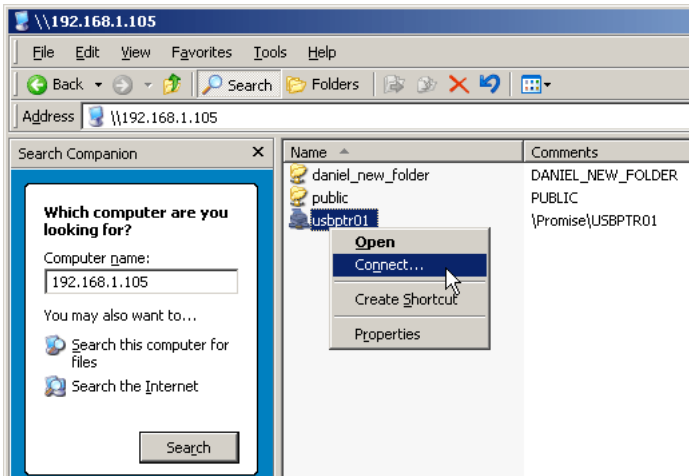 \\192.168.1.105
File Edit View Favorites Tools Help
Back Search Folders
Address \\192.168.1.105
Search Companion
Name Comments
daniel_new_folder DANIEL_NEW_FOLDER
public PUBLIC
usbptr01 \Promise\USBPTR01
Open
Connect...
Create Shortcut
Properties
Which computer are you
looking for?
Computer name:
192.168.1.105
You may also want to...
Search this computer for
files
Search the Internet
Search